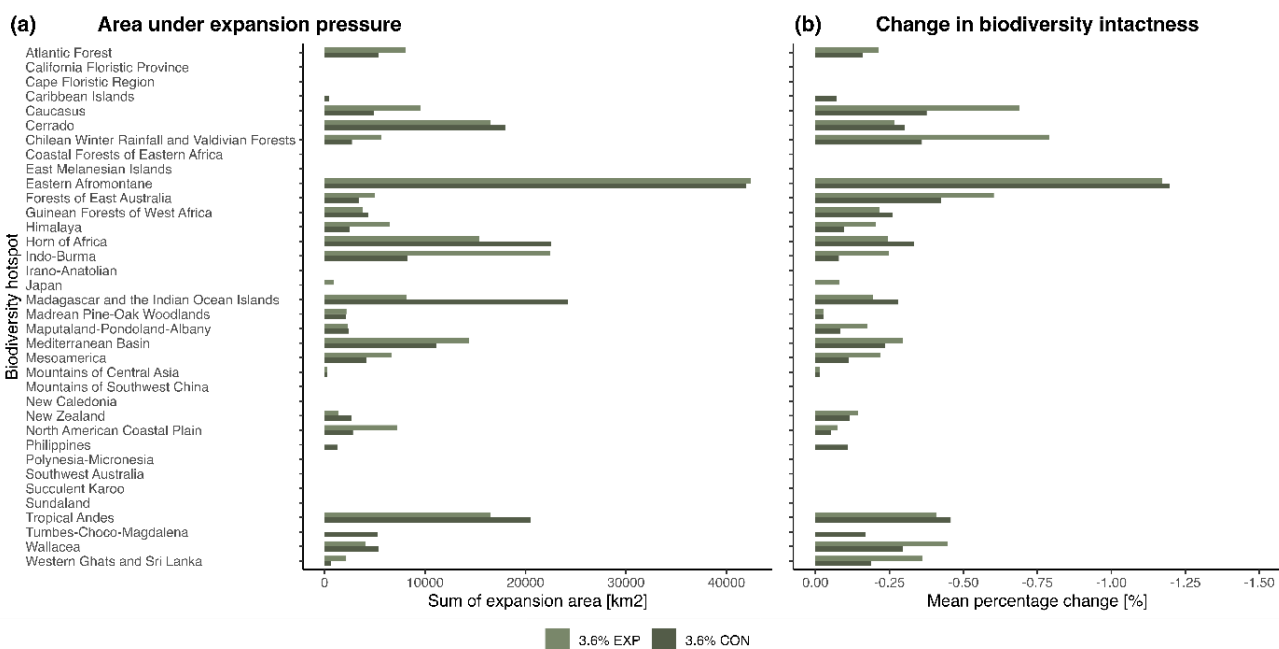 (a) Area under expansion pressure
(b) Change in biodiversity intactness
Biodiversity hotspot
Atlantic Forest
California Floristic Province
Cape Floristic Region
Caribbean Islands
Caucasus
Cerrado
Chilean Winter Rainfall and Valdivian Forests
Coastal Forests of Eastern Africa
East Melanesian Islands
Eastern Afromontane
Forests of East Australia
Guinean Forests of West Africa
Himalaya
Horn of Africa
Indo-Burma
Irano-Anatolian
Japan
Madagascar and the Indian Ocean Islands
Madrean Pine-Oak Woodlands
Maputaland-Pondoland-Albany
Mediterranean Basin
Mesoamerica
Mountains of Central Asia
Mountains of Southwest China
New Caledonia
New Zealand
North American Coastal Plain
Philippines
Polynesia-Micronesia
Southwest Australia
Succulent Karoo
Sundaland
Tropical Andes
Tumbes-Choco-Magdalena
Wallacea
Western Ghats and Sri Lanka
0 10000 20000 30000 40000
Sum of expansion area [km2]
0.00 -0.25 -0.50 -0.75 -1.00 -1.25 -1.50
Mean percentage change [%]
3.6% EXP 3.6% CON